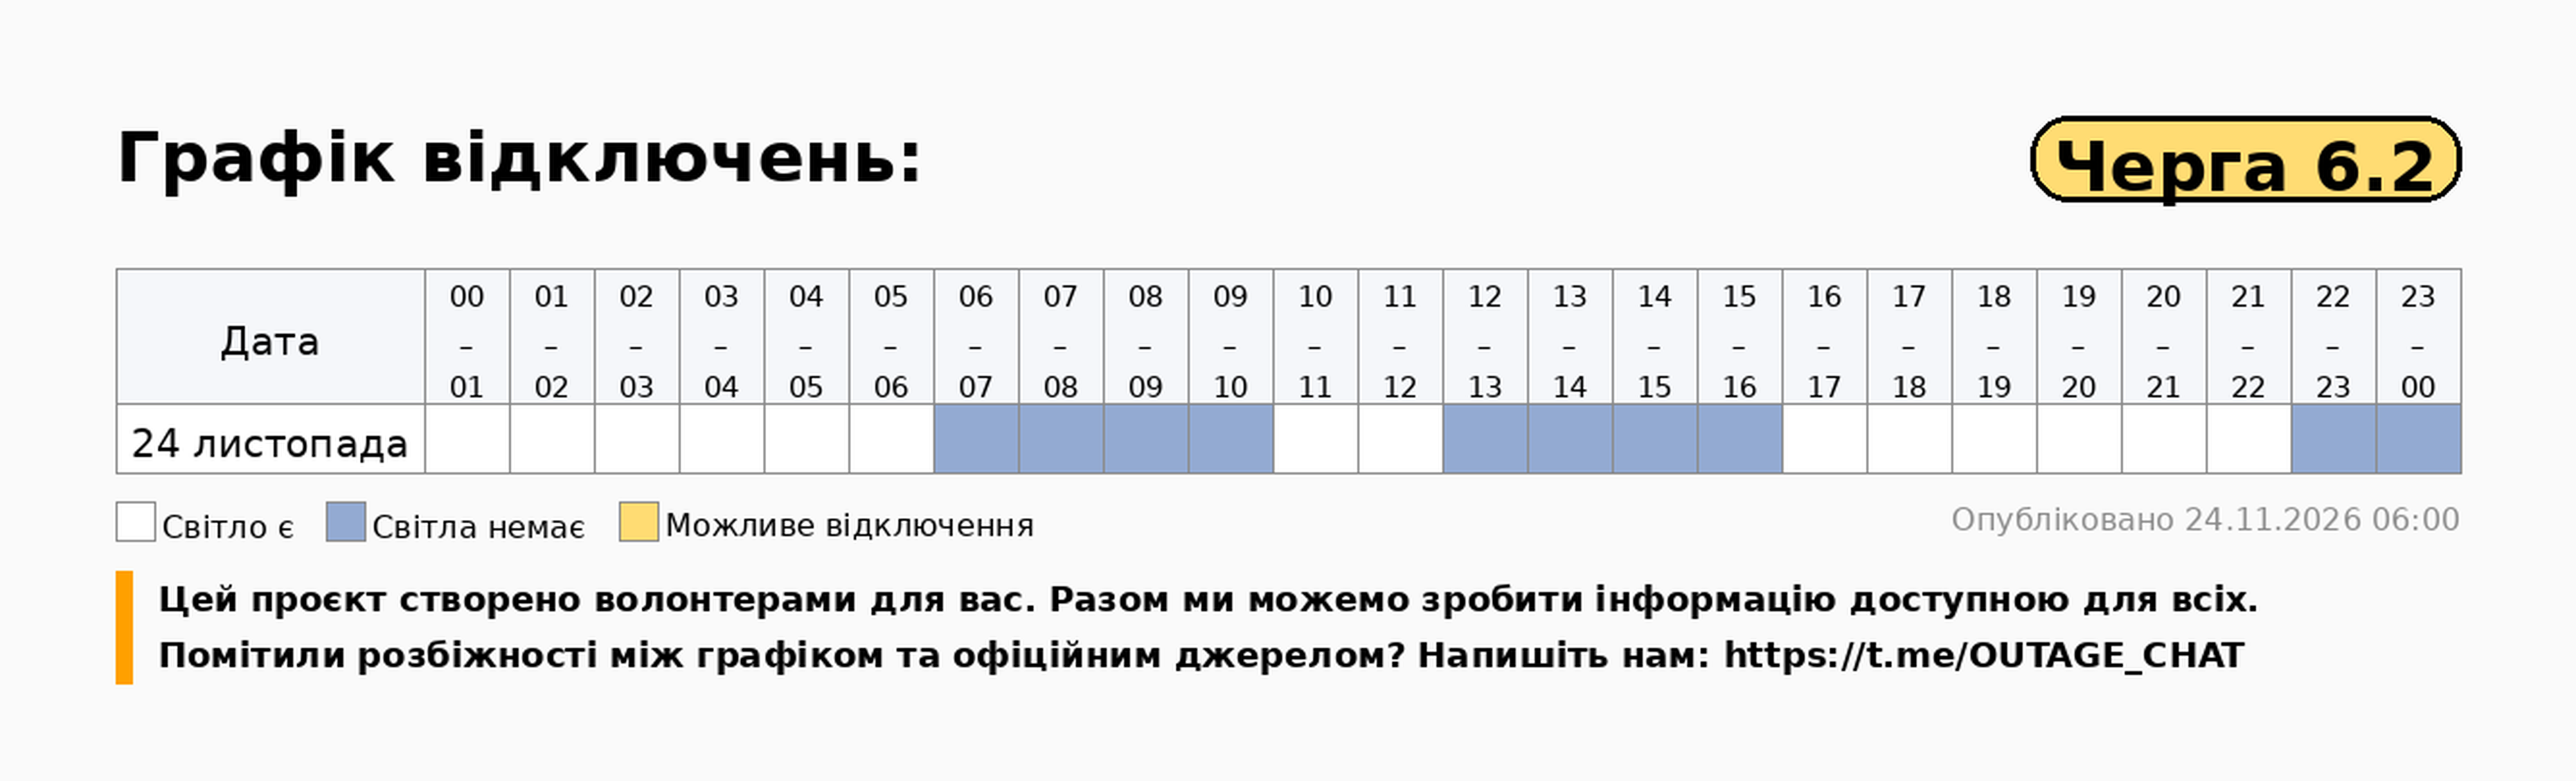 Графік відключень:
Черга 6.2
Дата
00 – 01
01 – 02
02 – 03
03 – 04
04 – 05
05 – 06
06 – 07
07 – 08
08 – 09
09 – 10
10 – 11
11 – 12
12 – 13
13 – 14
14 – 15
15 – 16
16 – 17
17 – 18
18 – 19
19 – 20
20 – 21
21 – 22
22 – 23
23 – 00
24 листопада
Світло є
Світла немає
Можливе відключення
Опубліковано 24.11.2026 06:00
Цей проєкт створено волонтерами для вас. Разом ми можемо зробити інформацію доступною для всіх.
Помітили розбіжності між графіком та офіційним джерелом? Напишіть нам: https://t.me/OUTAGE_CHAT